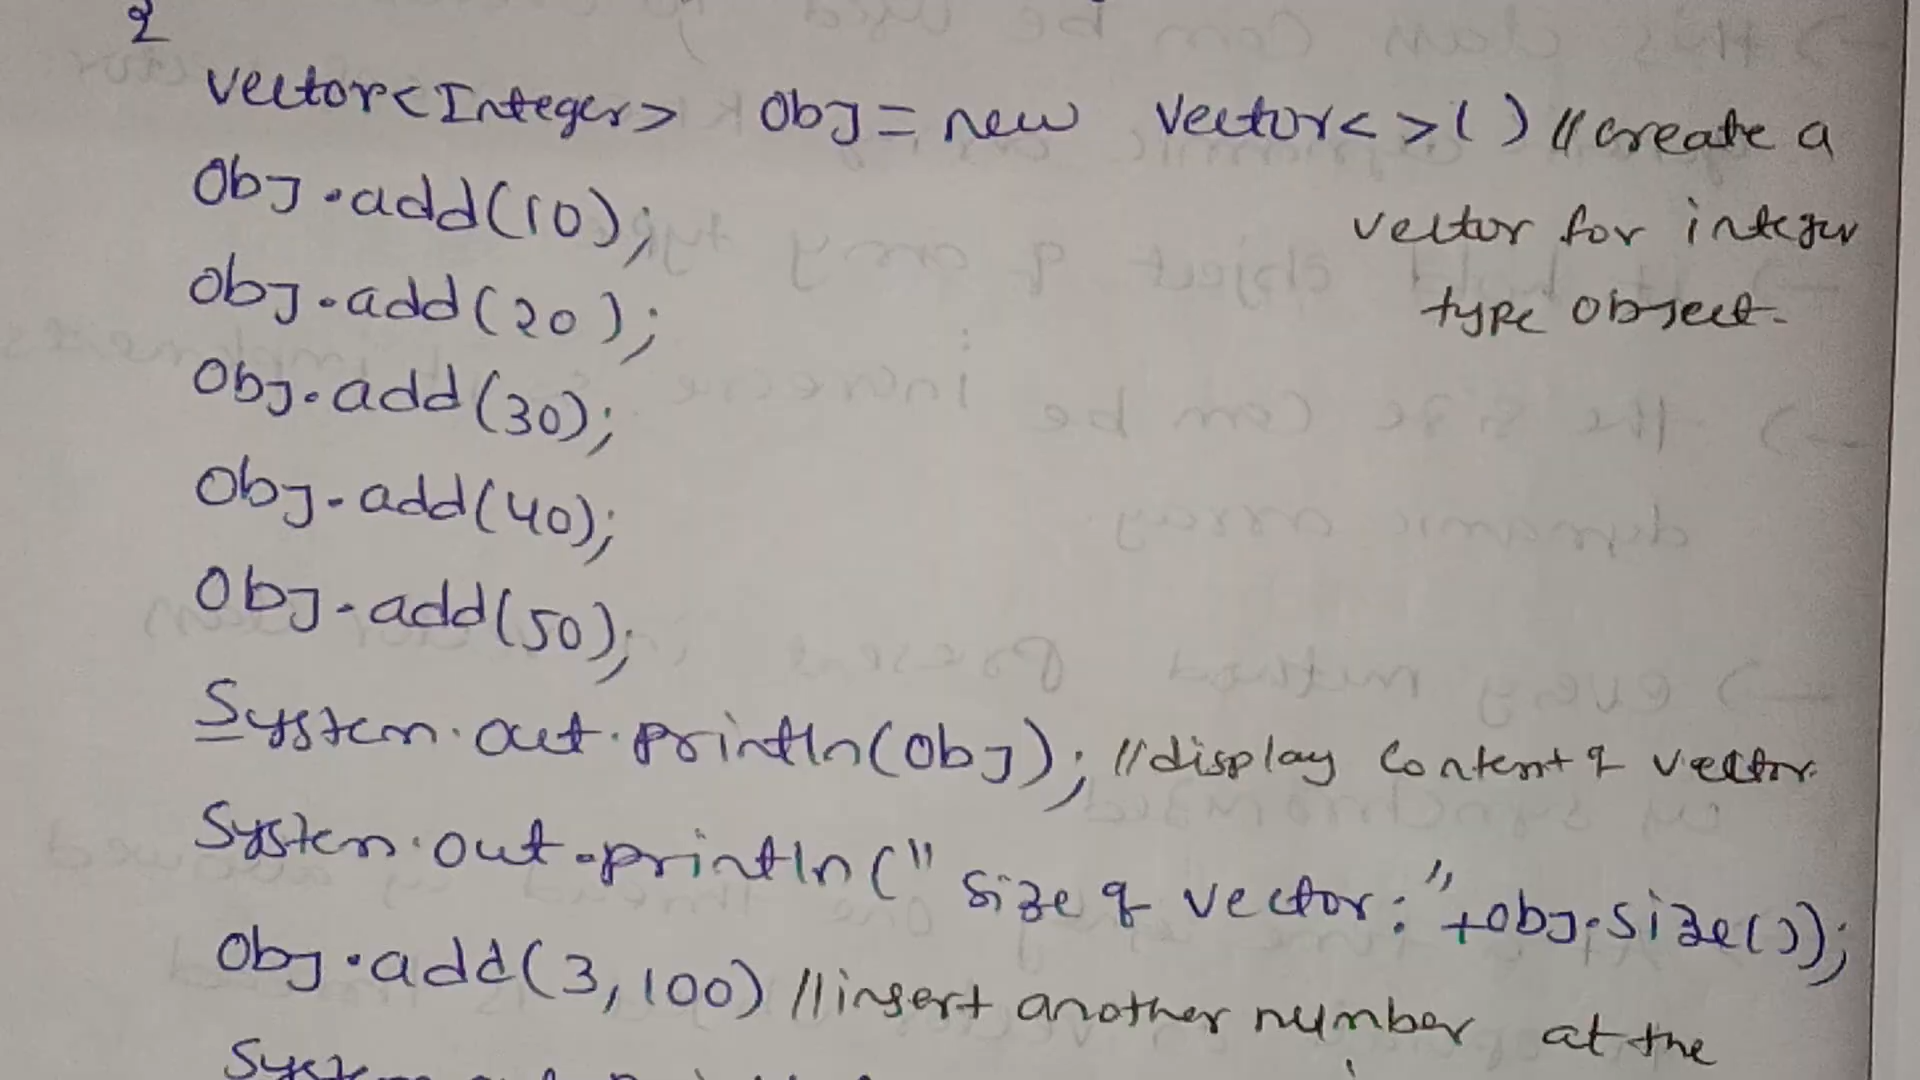 {
Vector<Integer> Obj = new Vector<>() //create a
Obj.add(10);
vector for integer
Obj.add(20);
type object.
Obj.add(30);
Obj.add(40);
Obj.add(50);
System.out.println(Obj); //display Content of vector.
System.out.println("Size of vector:"+obj.size());
Obj.add(3,100) //insert another number at the